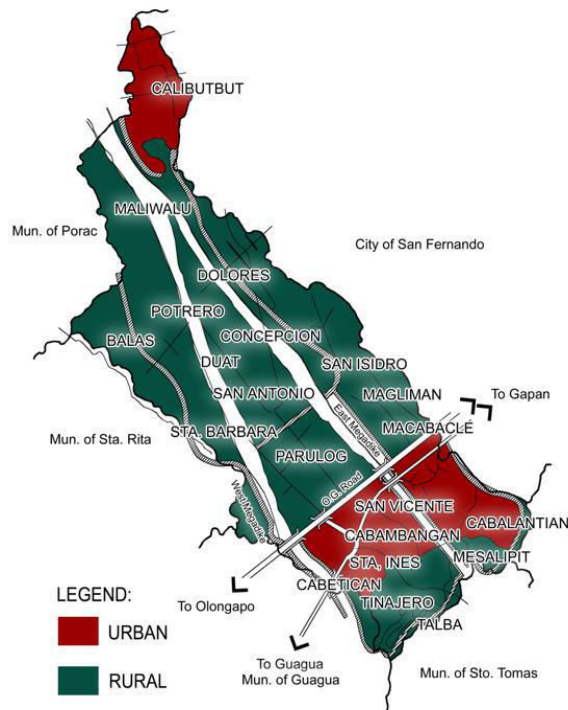 CALIBUTBUT
MALIWALU
Mun. of Porac
City of San Fernando
DOLORES
POTRERO
CONCEPCION
BALAS
DUAT
SAN ISIDRO
SAN ANTONIO
MAGLIMAN
To Gapan
East Megadike
MACABACLE
Mun. of Sta. Rita
STA. BARBARA
PARULOG
O.G. Road
West Megadike
SAN VICENTE
CABALANTIAN
CABAMBANGAN
MESALIPIT
STA, INES
CABETICAN
TINAJERO
TALBA
LEGEND:
URBAN
RURAL
To Olongapo
To Guagua
Mun. of Guagua
Mun. of Sto. Tomas